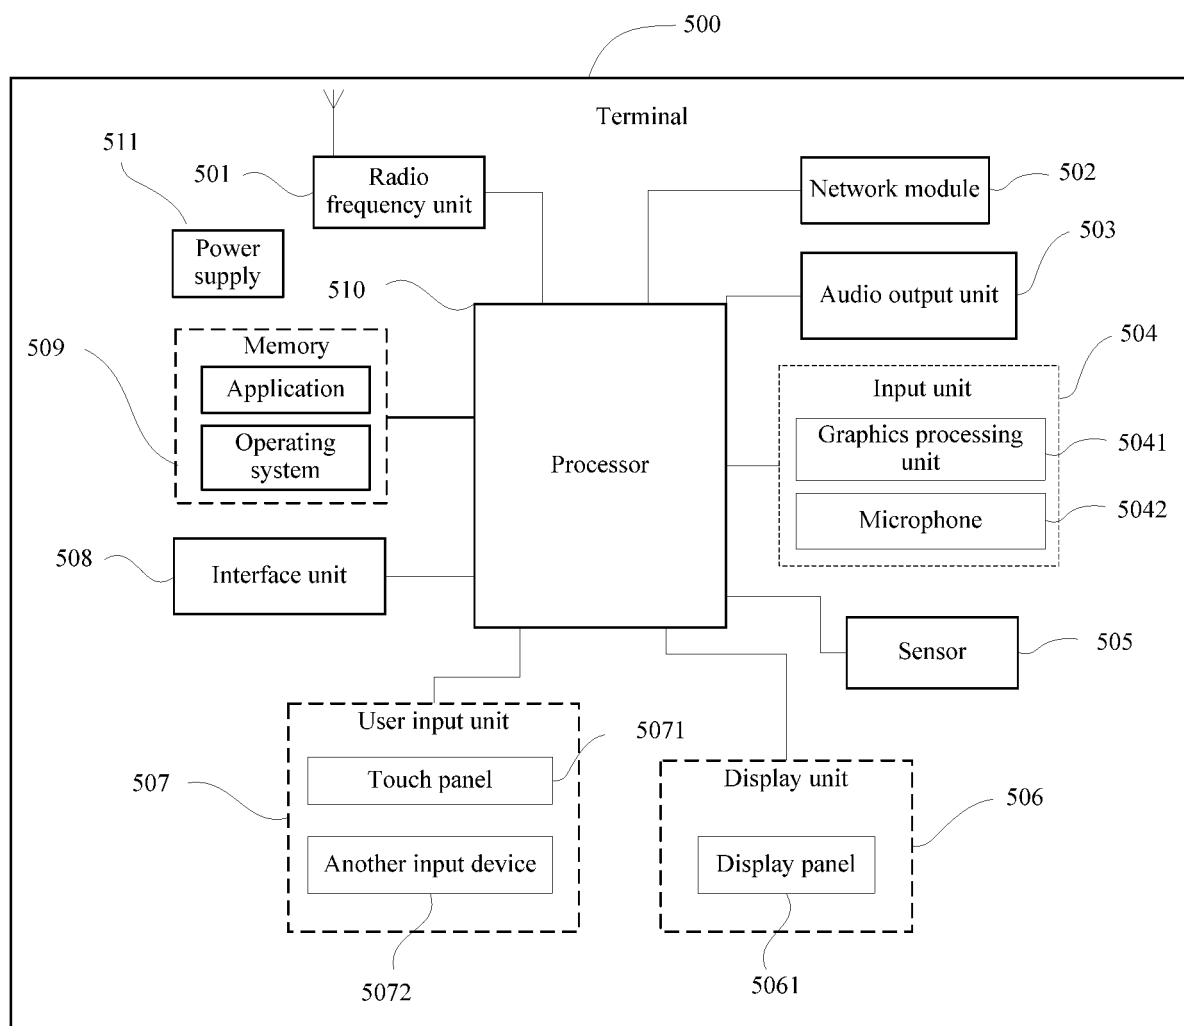 500
Terminal
511
501
Radio
frequency unit
Network module
502
Power
supply
503
Audio output unit
510
509
Memory
Application
Operating
system
Processor
504
Input unit
Graphics processing
unit
5041
Microphone
5042
508
Interface unit
Sensor
505
User input unit
5071
Touch panel
507
Another input device
5072
Display unit
506
Display panel
5061